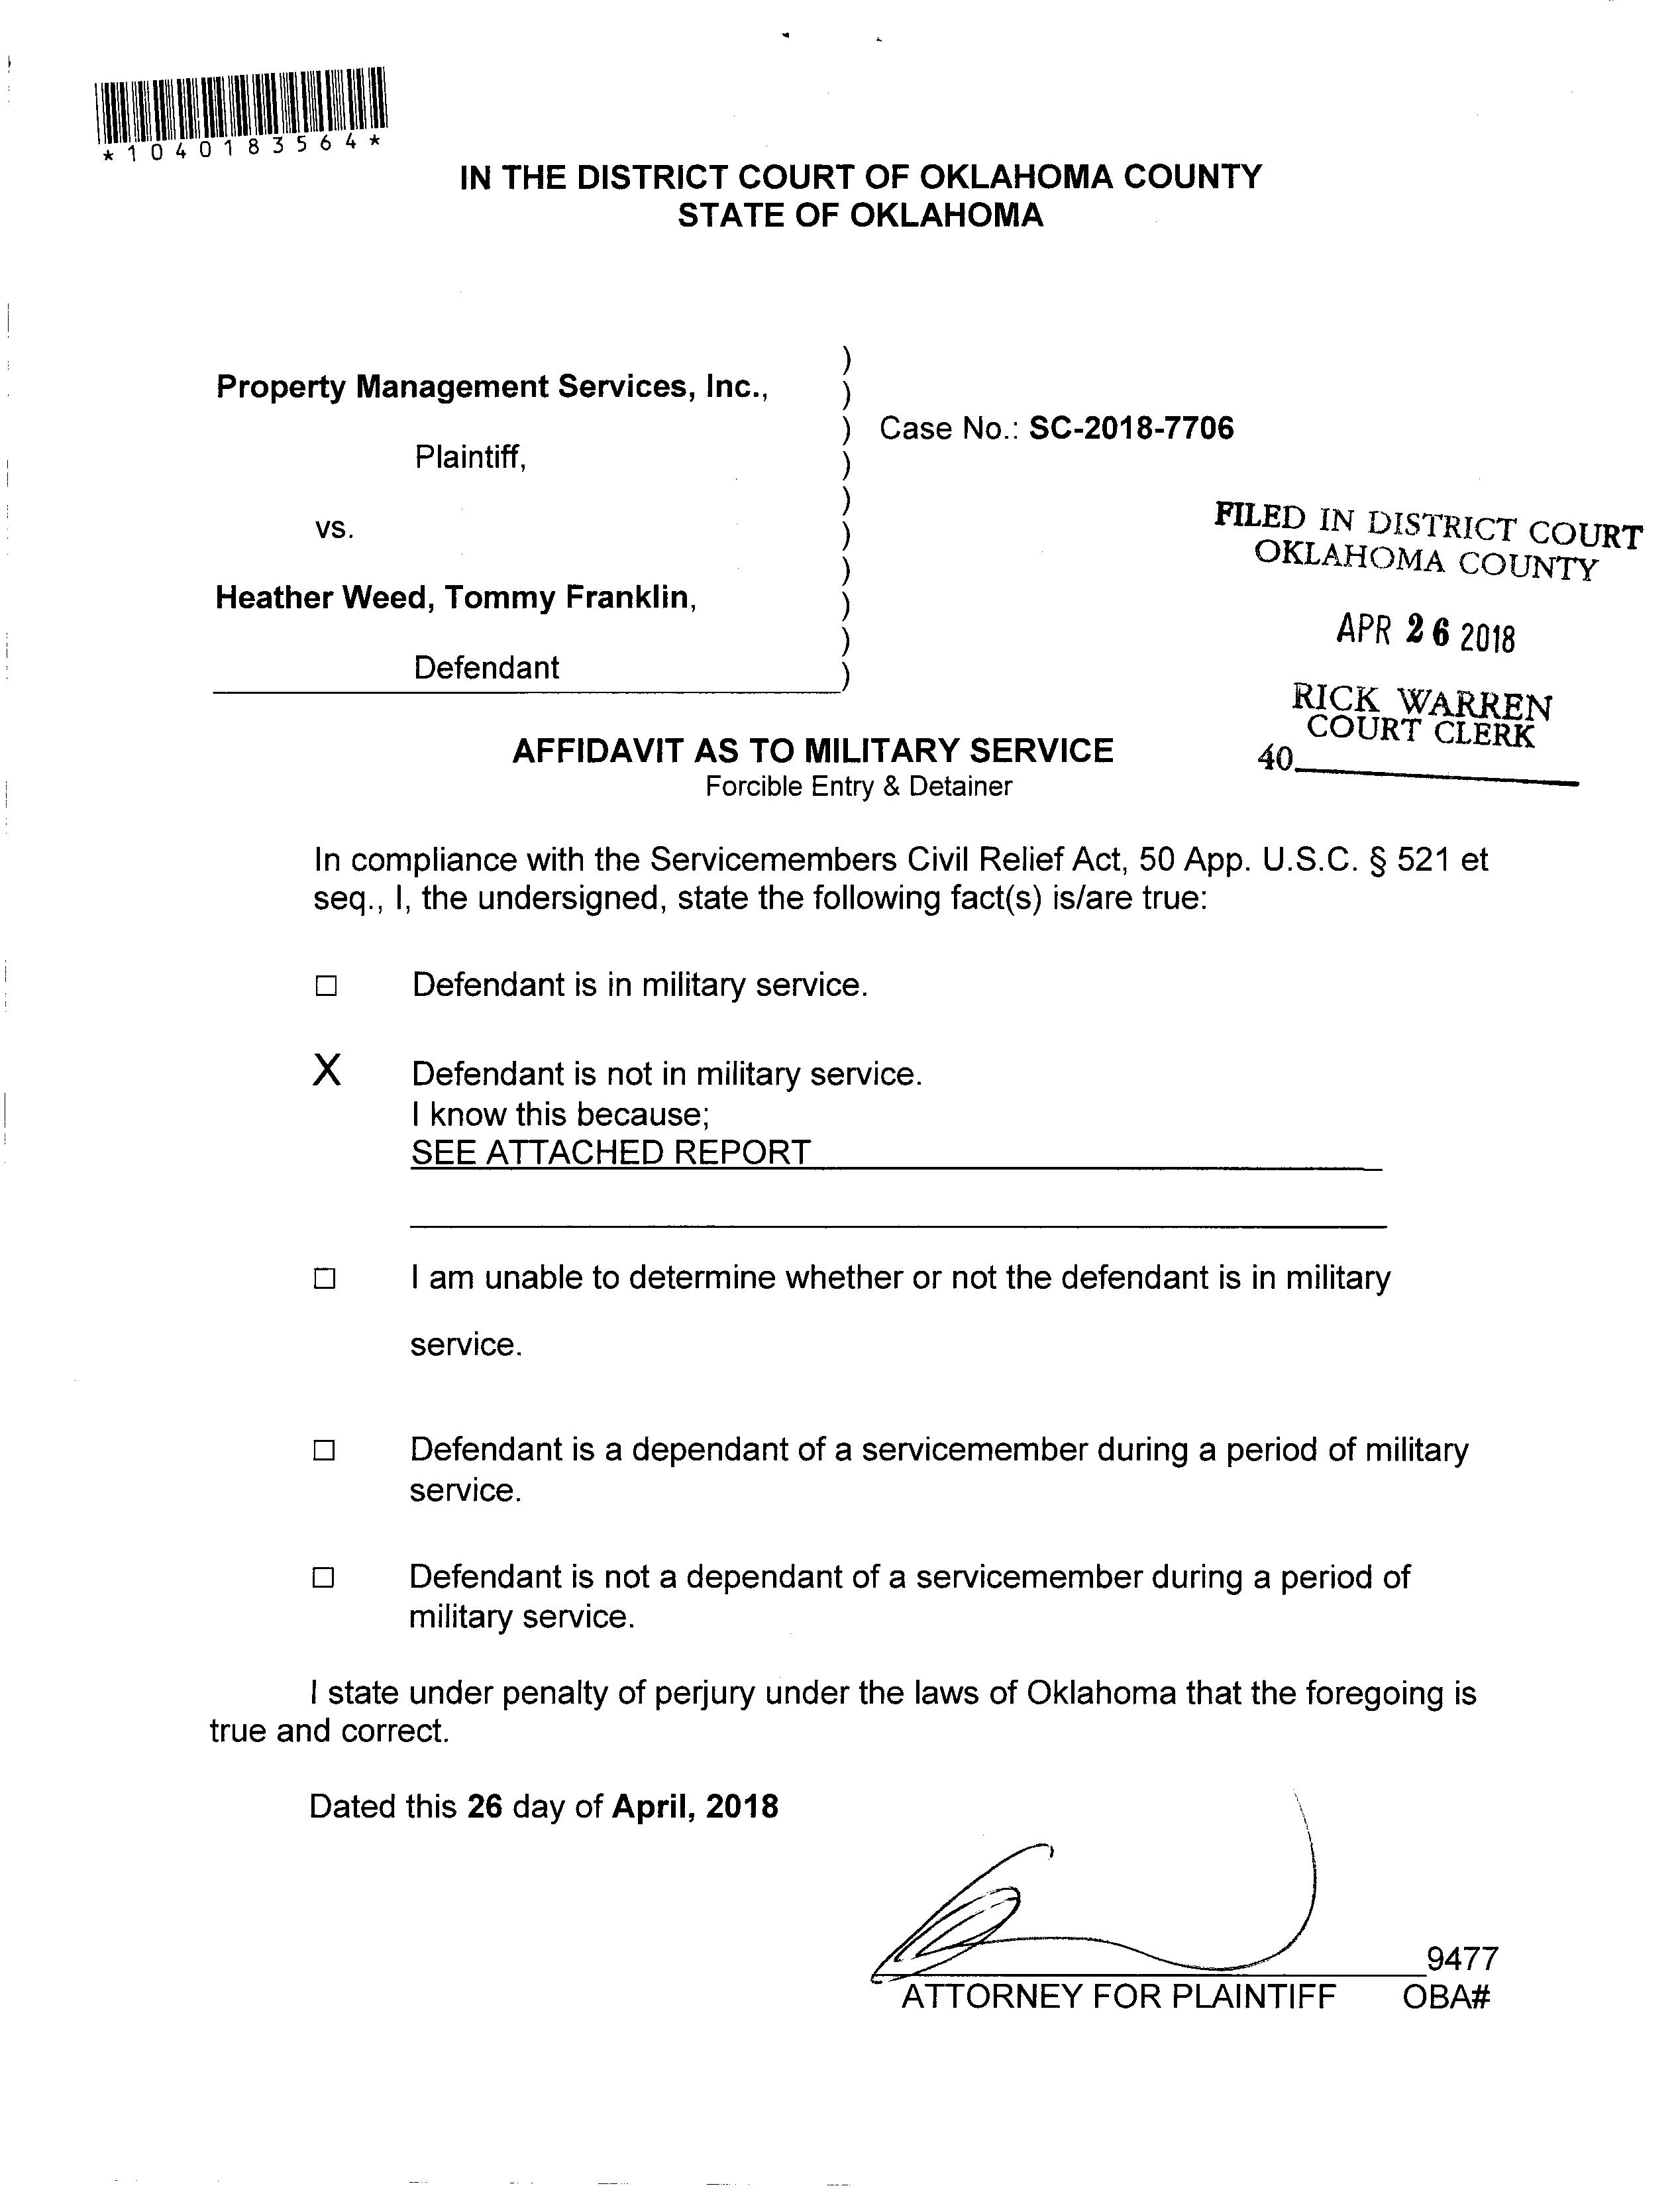 *1040183564*
IN THE DISTRICT COURT OF OKLAHOMA COUNTY
STATE OF OKLAHOMA
Property Management Services, Inc.,
Plaintiff,
vs.
Heather Weed, Tommy Franklin,
Defendant
)
)
)
)
)
)
)
)
)
)
Case No.: SC-2018-7706
FILED IN DISTRICT COURT
OKLAHOMA COUNTY
APR 26 2018
RICK WARREN
COURT CLERK
40
AFFIDAVIT AS TO MILITARY SERVICE
Forcible Entry & Detainer
In compliance with the Servicemembers Civil Relief Act, 50 App. U.S.C. § 521 et
seq., I, the undersigned, state the following fact(s) is/are true:
☐ Defendant is in military service.
X Defendant is not in military service.
I know this because;
SEE ATTACHED REPORT
☐ I am unable to determine whether or not the defendant is in military
service.
☐ Defendant is a dependant of a servicemember during a period of military
service.
☐ Defendant is not a dependant of a servicemember during a period of
military service.
I state under penalty of perjury under the laws of Oklahoma that the foregoing is
true and correct.
Dated this 26 day of April, 2018
9477
ATTORNEY FOR PLAINTIFF OBA#